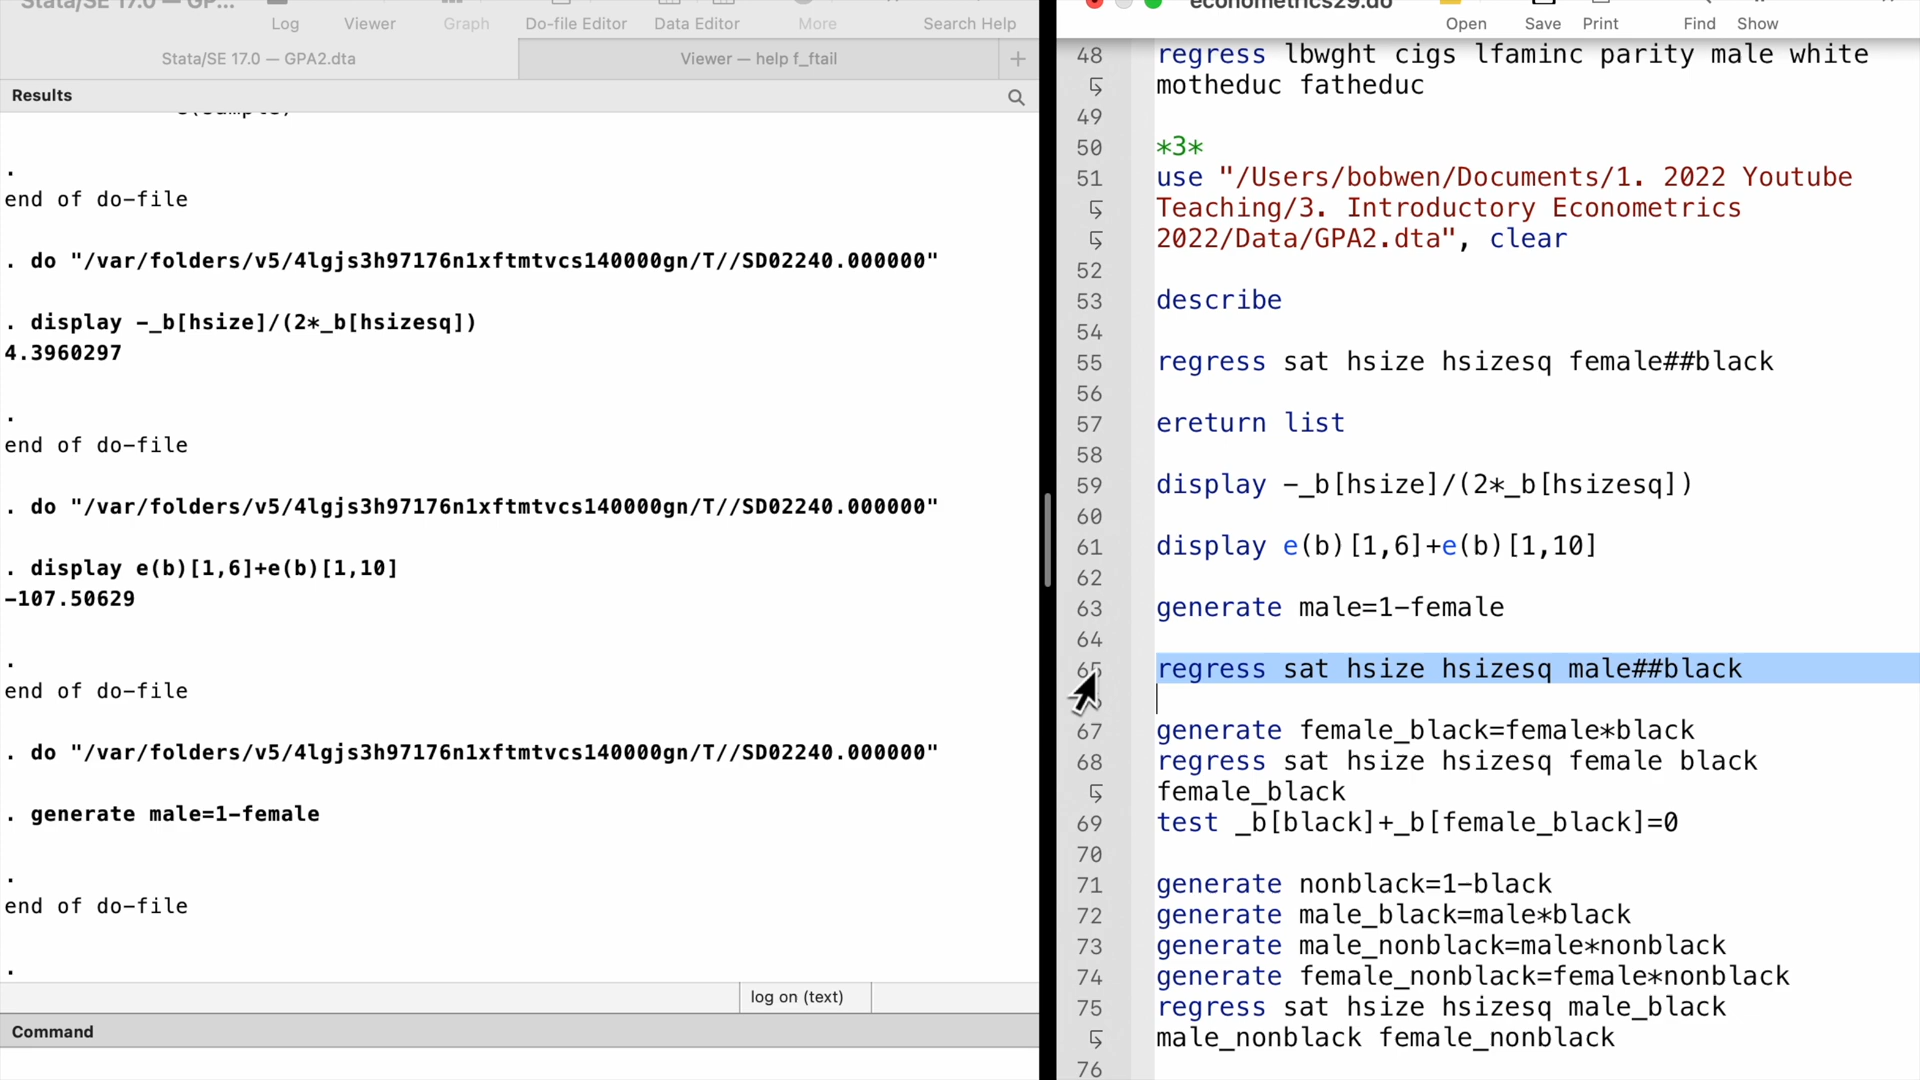 Stata/SE 17.0 — GP...
Log
Viewer
Graph
Do-file Editor
Data Editor
More
Search Help
Stata/SE 17.0 — GPA2.dta
Viewer — help f_ftail
+
Results
e(sample)
.
end of do-file
. do "/var/folders/v5/4lgjs3h97176n1xftmtvcs140000gn/T//SD02240.000000"
. display -_b[hsize]/(2*_b[hsizesq])
4.3960297
.
end of do-file
. do "/var/folders/v5/4lgjs3h97176n1xftmtvcs140000gn/T//SD02240.000000"
. display e(b)[1,6]+e(b)[1,10]
-107.50629
.
end of do-file
. do "/var/folders/v5/4lgjs3h97176n1xftmtvcs140000gn/T//SD02240.000000"
. generate male=1-female
.
end of do-file
.
log on (text)
Command
econometrics29.do
Open
Save
Print
Find
Show
48 regress lbwght cigs lfaminc parity male white
motheduc fatheduc
49
50 *3*
51 use "/Users/bobwen/Documents/1. 2022 Youtube
Teaching/3. Introductory Econometrics
2022/Data/GPA2.dta", clear
52
53 describe
54
55 regress sat hsize hsizesq female##black
56
57 ereturn list
58
59 display -_b[hsize]/(2*_b[hsizesq])
60
61 display e(b)[1,6]+e(b)[1,10]
62
63 generate male=1-female
64
65 regress sat hsize hsizesq male##black
67 generate female_black=female*black
68 regress sat hsize hsizesq female black
female_black
69 test _b[black]+_b[female_black]=0
70
71 generate nonblack=1-black
72 generate male_black=male*black
73 generate male_nonblack=male*nonblack
74 generate female_nonblack=female*nonblack
75 regress sat hsize hsizesq male_black
male_nonblack female_nonblack
76